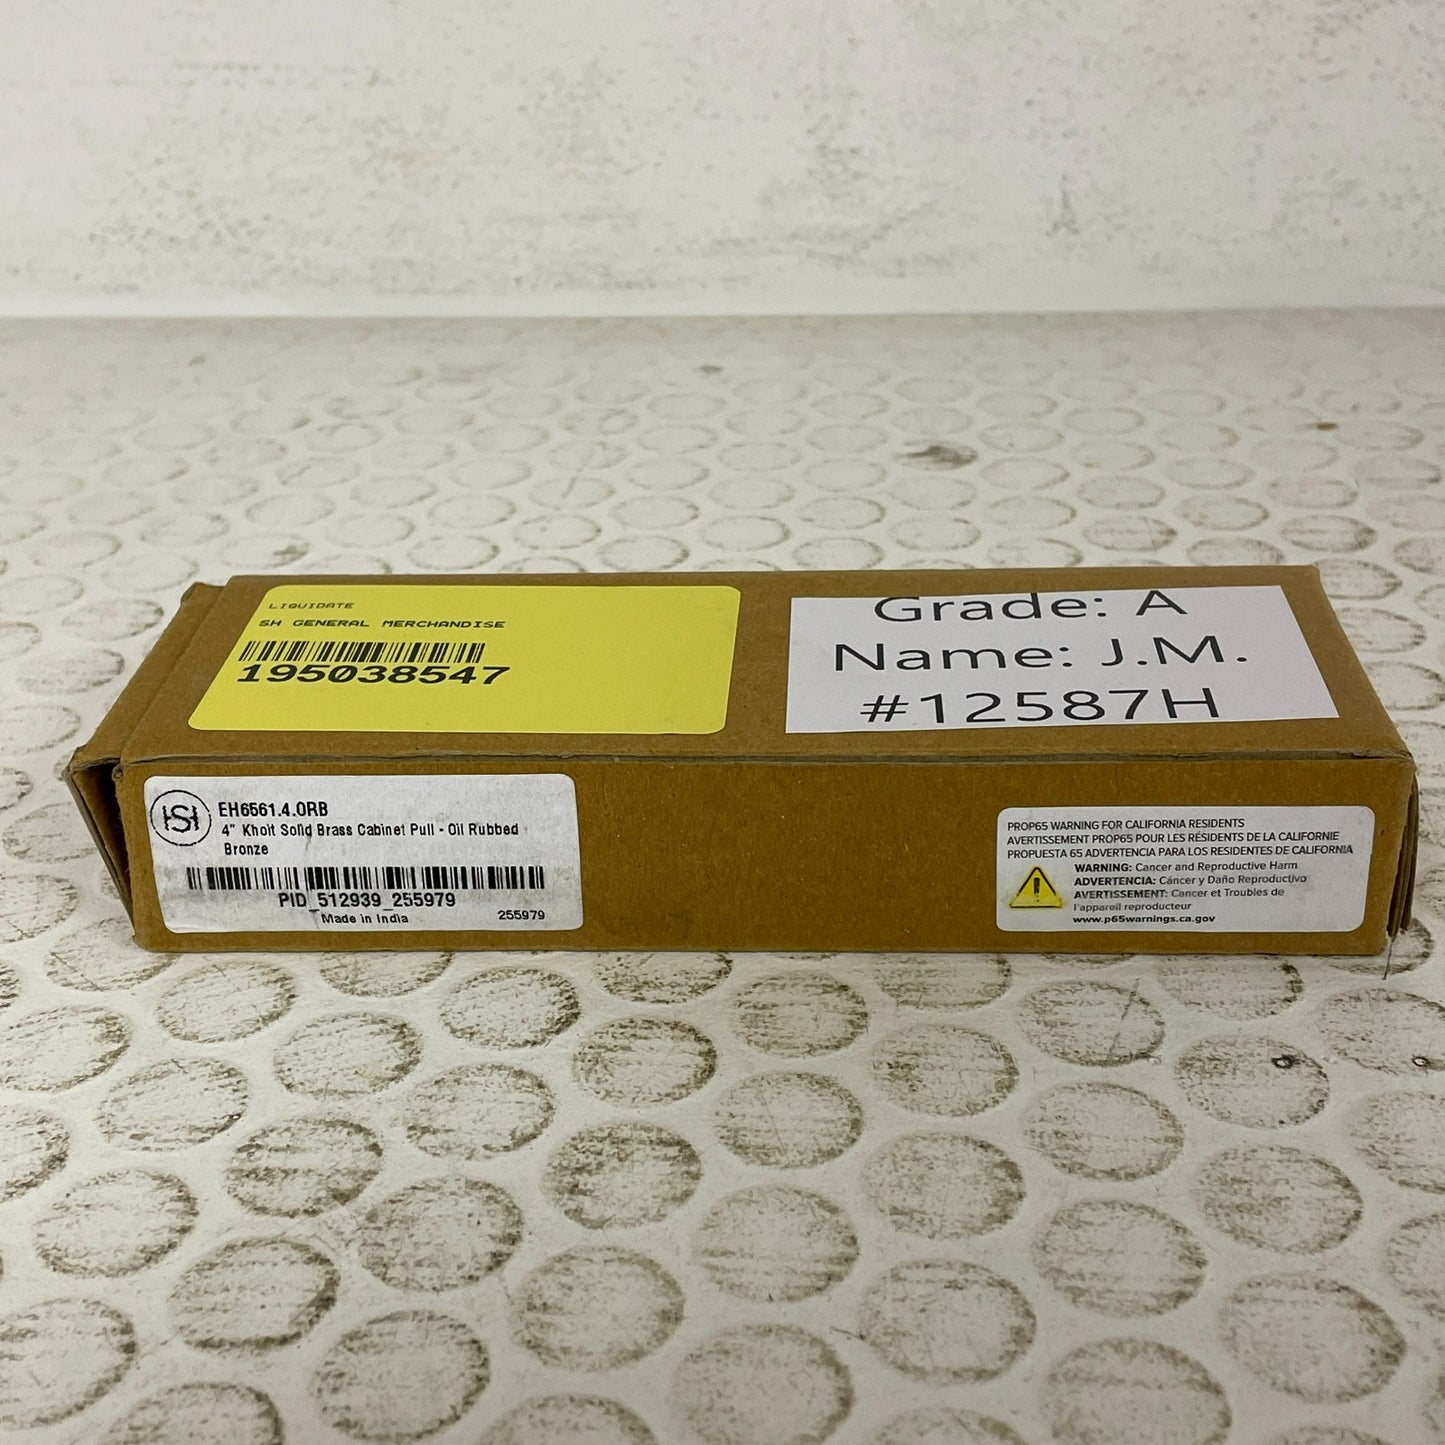 LIQUIDATE
SH GENERAL MERCHANDISE
195038547
Grade: A
Name: J.M.
#12587H
HSH
EH6561.4.ORB
4" Khoit Solid Brass Cabinet Pull - Oil Rubbed
Bronze
PID_512939_255979
Made in India
255979
PROP65 WARNING FOR CALIFORNIA RESIDENTS
AVERTISSEMENT PROP65 POUR LES RÉSIDENTS DE LA CALIFORNIE
PROPUESTA 65 ADVERTENCIA PARA LOS RESIDENTES DE CALIFORNIA
WARNING: Cancer and Reproductive Harm
ADVERTENCIA: Cáncer y Daño Reproductivo
AVERTISSEMENT: Cancer et Troubles de
l'appareil reproducteur
www.p65warnings.ca.gov